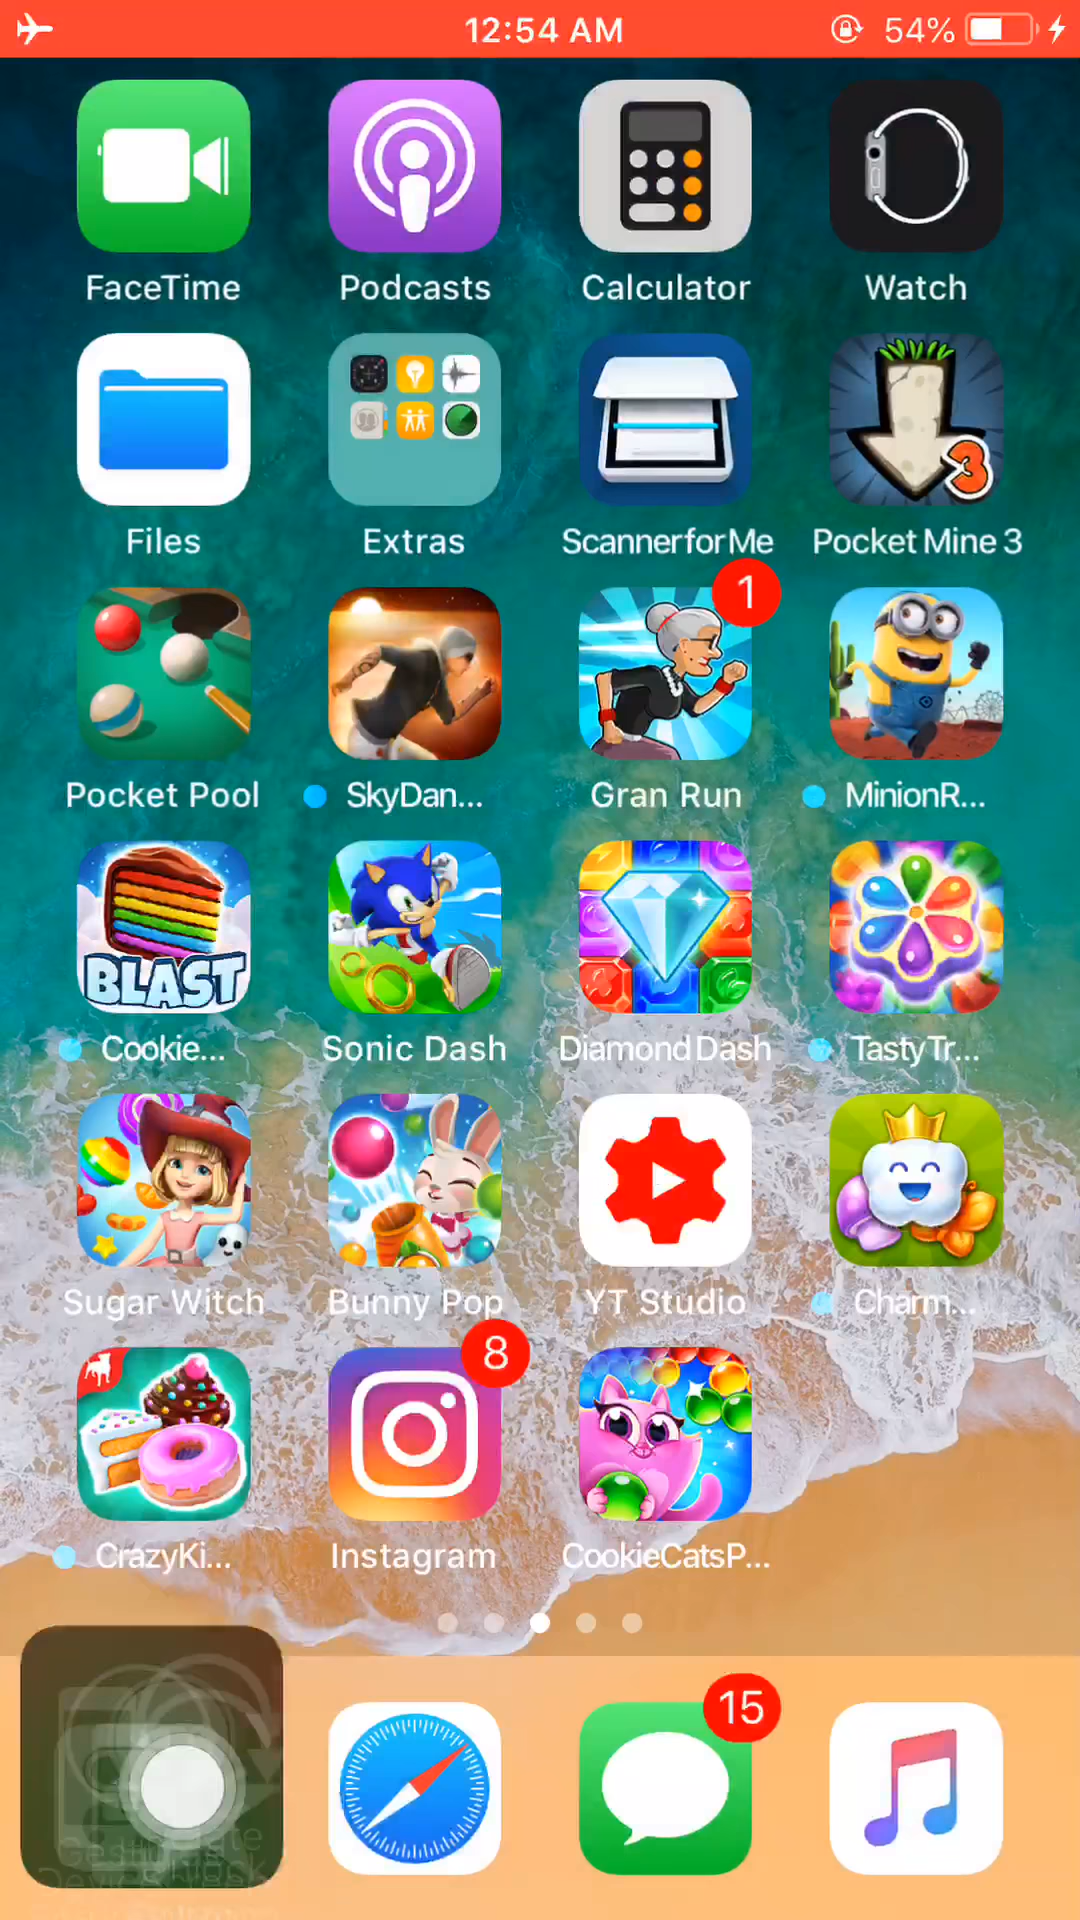 12:54 AM 54%
FaceTime Podcasts Calculator Watch
3
Files Extras ScannerforMe Pocket Mine 3
1
Pocket Pool SkyDan... Gran Run MinionR...
BLAST
Cookie... Sonic Dash Diamond Dash TastyTr...
Sugar Witch Bunny Pop YT Studio Charm...
8
CrazyKi... Instagram CookieCatsP...
15